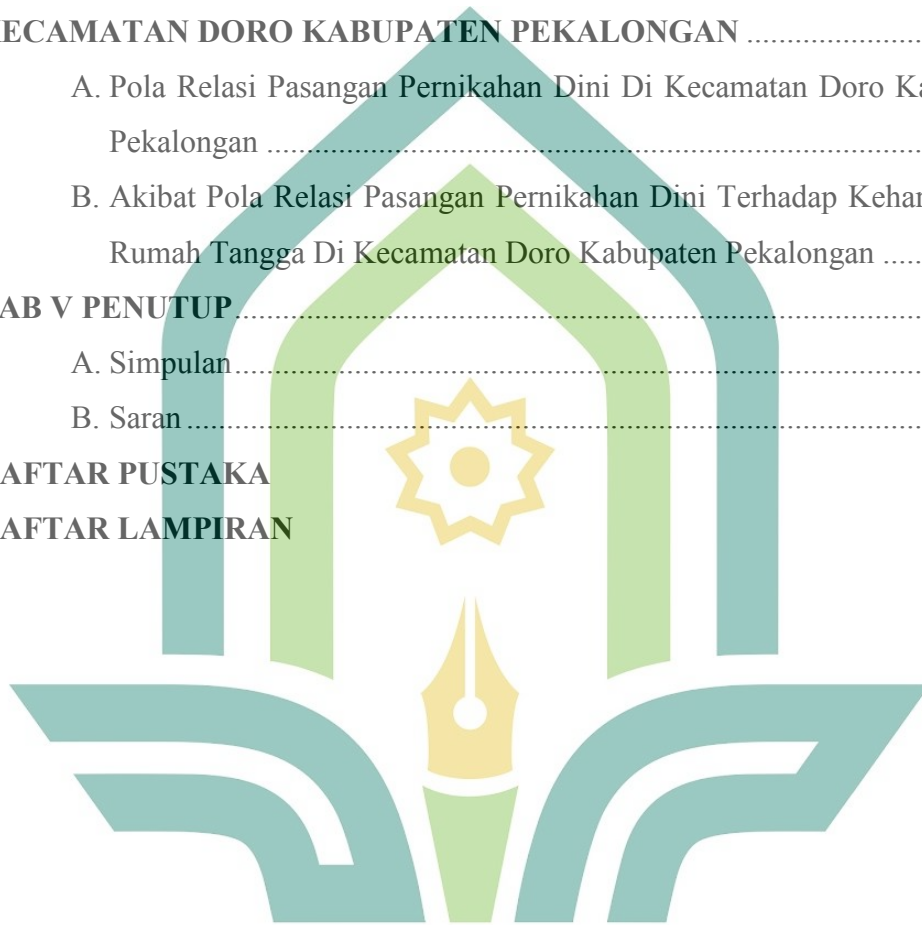 ECAMATAN DORO KABUPATEN PEKALONGAN ........................
A. Pola Relasi Pasangan Pernikahan Dini Di Kecamatan Doro Ka
Pekalongan ................................................................................
B. Akibat Pola Relasi Pasangan Pernikahan Dini Terhadap Kehar
Rumah Tangga Di Kecamatan Doro Kabupaten Pekalongan ......
AB V PENUTUP................................................................................
A. Simpulan................................................................................
B. Saran................................................................................
AFTAR PUSTAKA
AFTAR LAMPIRAN